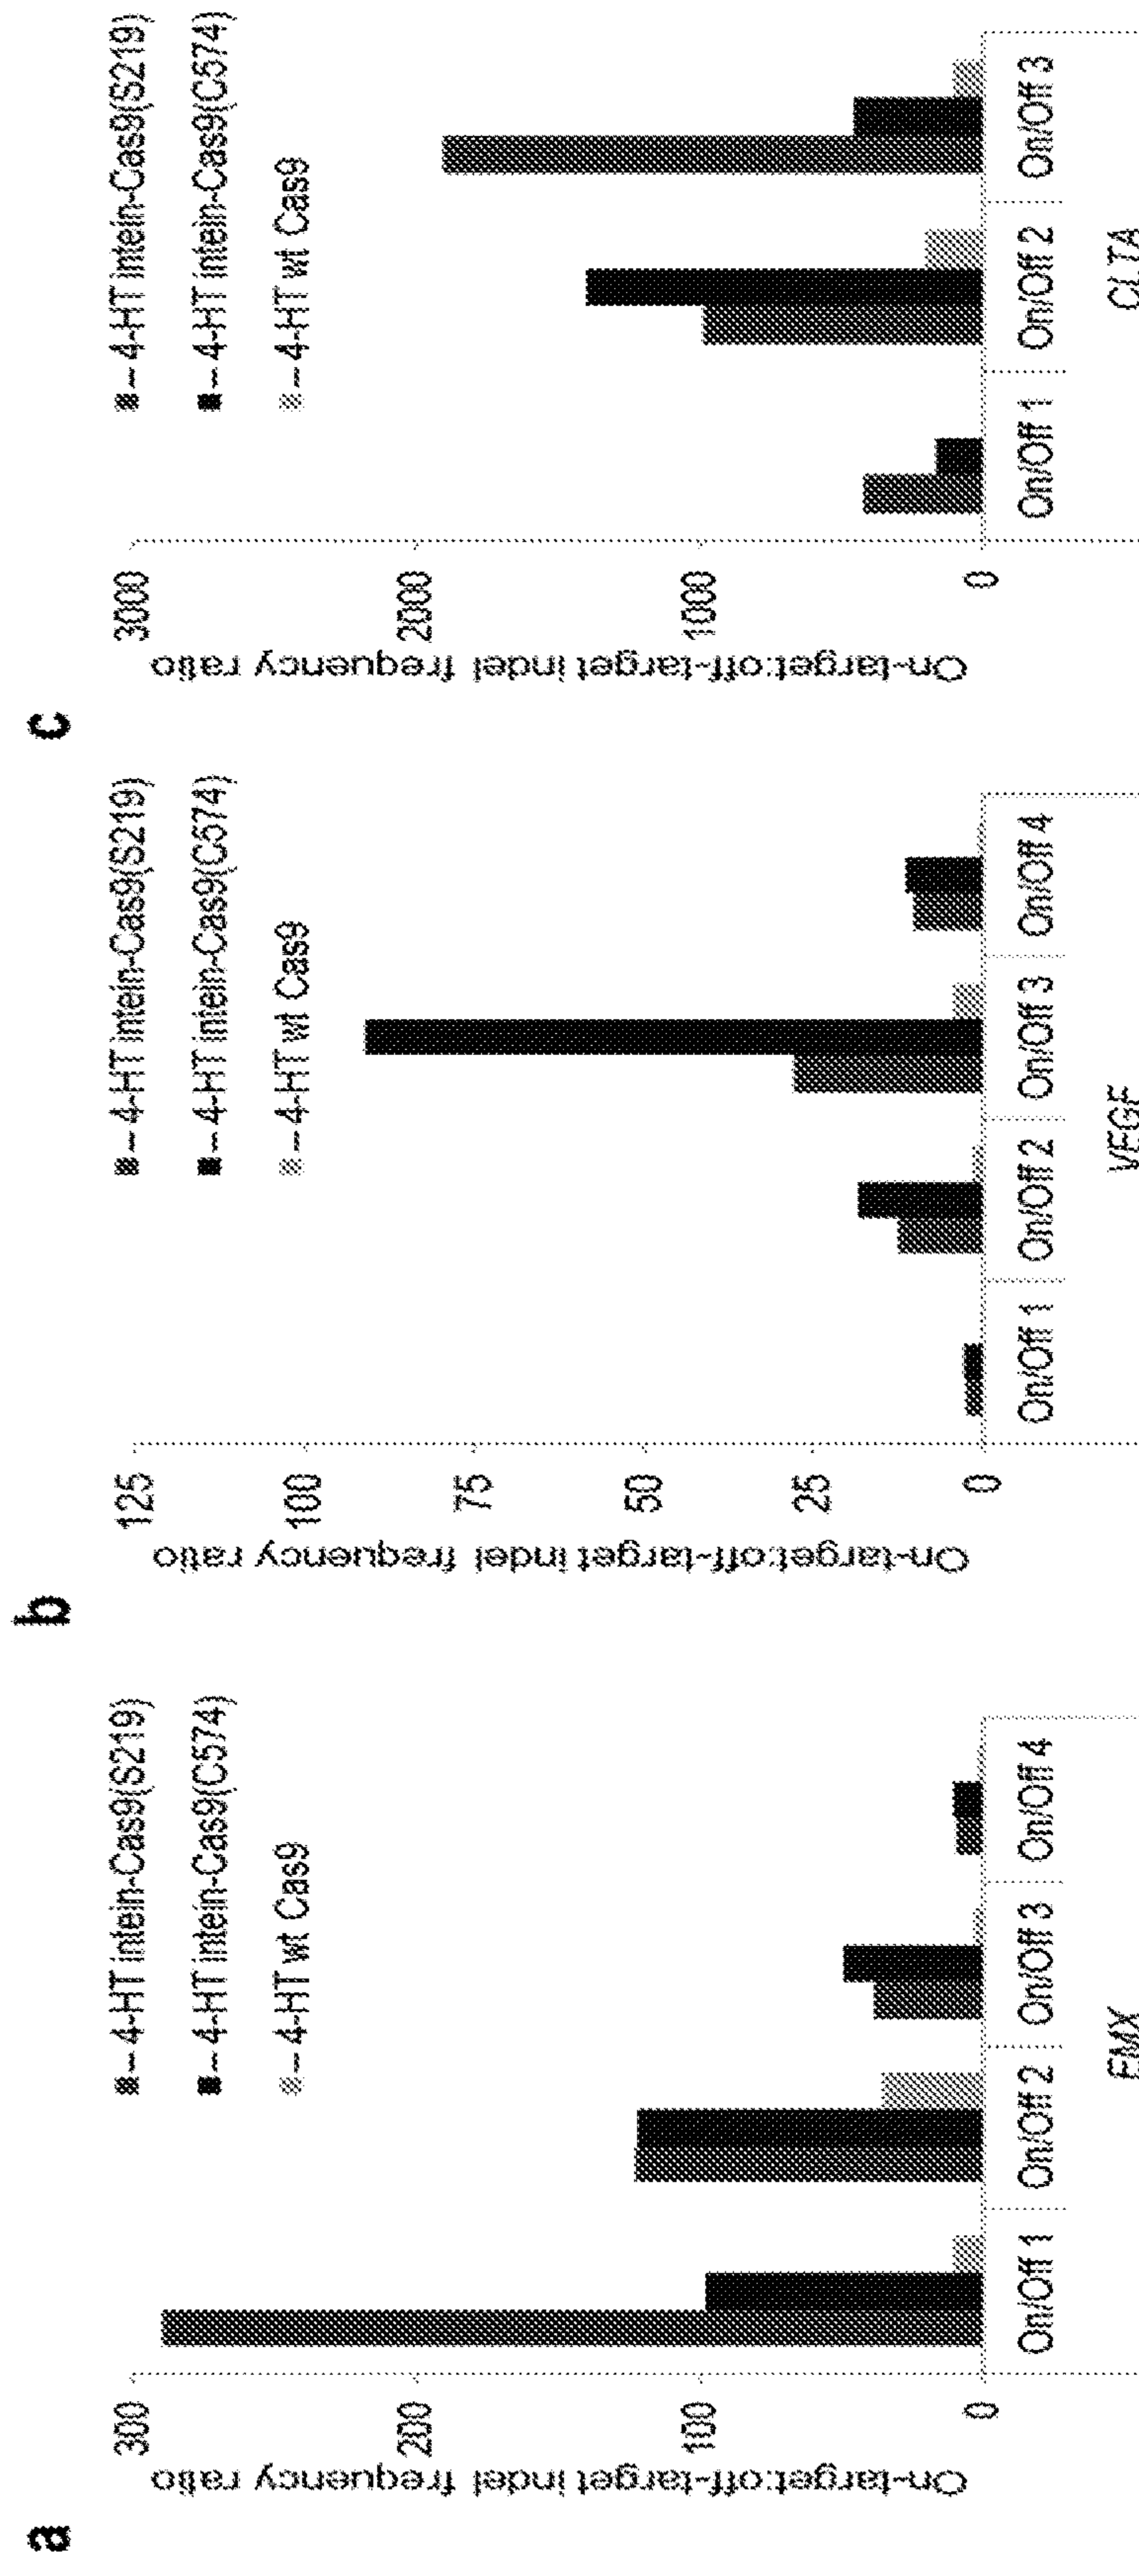 a
On-target:off-target indel frequency ratio
300
200
100
0
– 4-HT intein-Cas9(S219)
– 4-HT intein-Cas9(C574)
– 4-HT wt Cas9
On/Off 1
On/Off 2
On/Off 3
On/Off 4
EMX
b
On-target:off-target indel frequency ratio
125
100
75
50
25
0
– 4-HT intein-Cas9(S219)
– 4-HT intein-Cas9(C574)
– 4-HT wt Cas9
On/Off 1
On/Off 2
On/Off 3
On/Off 4
VEGF
c
On-target:off-target indel frequency ratio
3000
2000
1000
0
– 4-HT intein-Cas9(S219)
– 4-HT intein-Cas9(C574)
– 4-HT wt Cas9
On/Off 1
On/Off 2
On/Off 3
CLTA